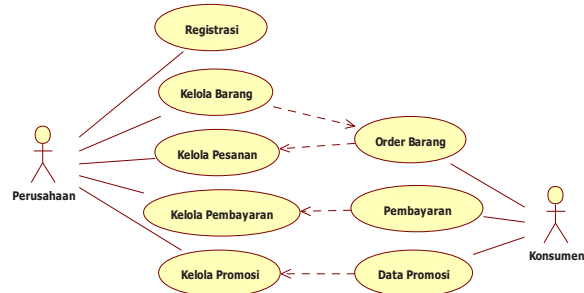 Registrasi
Kelola Barang
Order Barang
Kelola Pesanan
Perusahaan
Kelola Pembayaran
Pembayaran
Konsumen
Kelola Promosi
Data Promosi